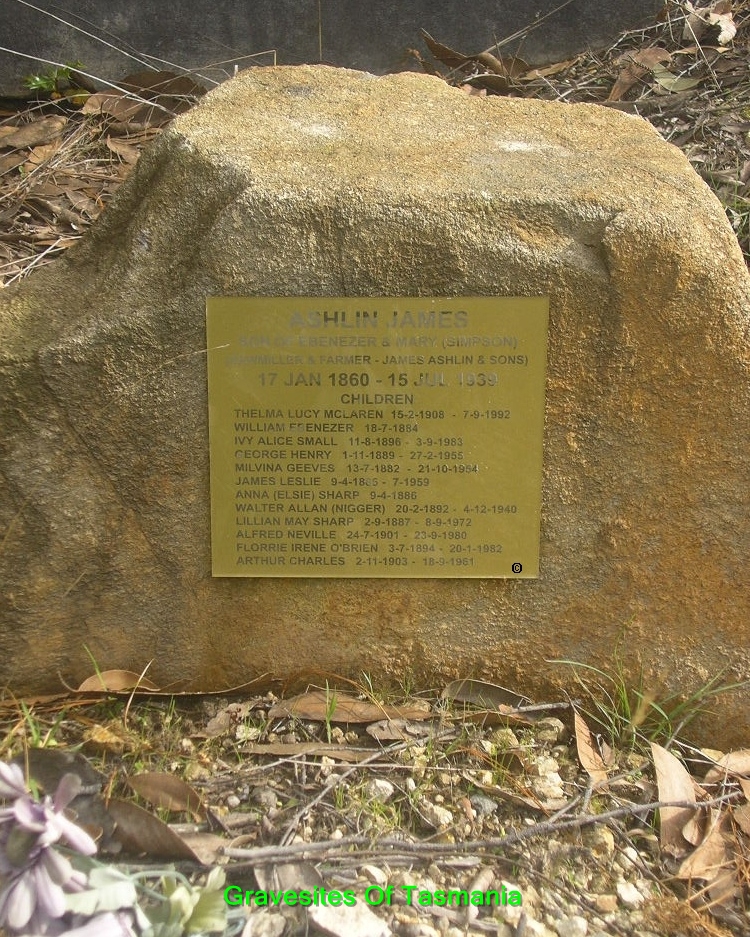 ASHLIN JAMES
SON OF EBENEZER & MARY (SIMPSON)
(SAWMILLER & FARMER - JAMES ASHLIN & SONS)
17 JAN 1860 - 15 JUL 1939
CHILDREN
THELMA LUCY MCLAREN 15-2-1908 - 7-9-1992
WILLIAM EBENEZER 18-7-1884
IVY ALICE SMALL 11-8-1896 - 3-9-1983
GEORGE HENRY 1-11-1889 - 27-2-1955
MILVINA GEEVES 13-7-1882 - 21-10-1954
JAMES LESLIE 9-4-1885 - 7-1959
ANNA (ELSIE) SHARP 9-4-1886
WALTER ALLAN (NIGGER) 20-2-1892 - 4-12-1940
LILLIAN MAY SHARP 2-9-1887 - 8-9-1972
ALFRED NEVILLE 24-7-1901 - 23-9-1980
FLORRIE IRENE O'BRIEN 3-7-1894 - 20-1-1982
ARTHUR CHARLES 2-11-1903 - 18-9-1961
©
Gravesites Of Tasmania